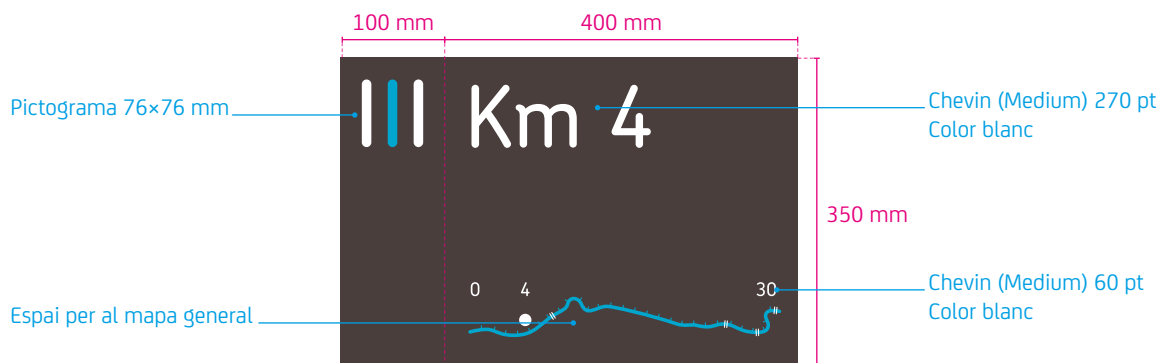 100 mm
400 mm
Pictograma 76×76 mm
Km 4
Chevin (Medium) 270 pt
Color blanc
350 mm
0 4 30
Chevin (Medium) 60 pt
Color blanc
Espai per al mapa general